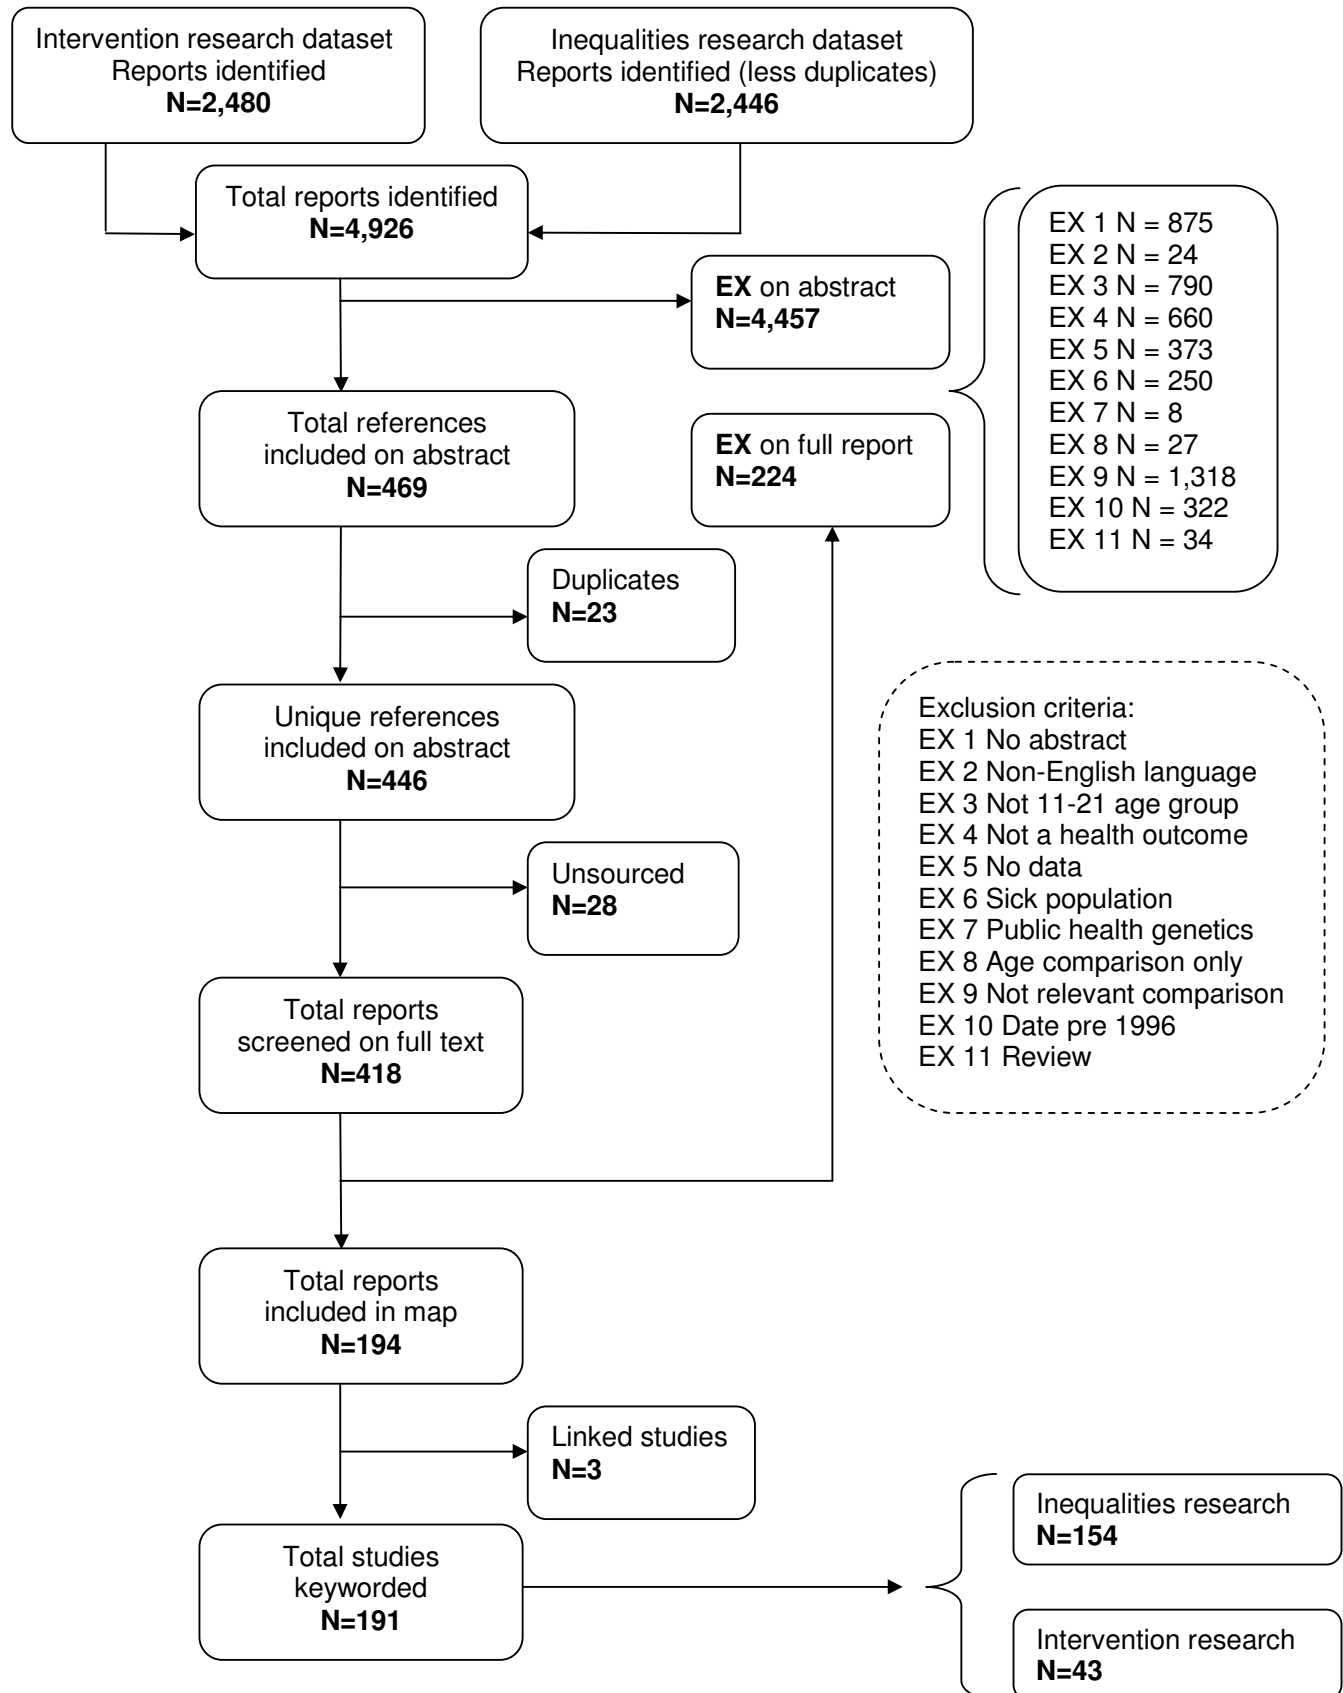 Intervention research dataset
Reports identified
N=2,480
Inequalities research dataset
Reports identified (less duplicates)
N=2,446
Total reports identified
N=4,926
EX on abstract
N=4,457
EX 1 N = 875
EX 2 N = 24
EX 3 N = 790
EX 4 N = 660
EX 5 N = 373
EX 6 N = 250
EX 7 N = 8
EX 8 N = 27
EX 9 N = 1,318
EX 10 N = 322
EX 11 N = 34
Total references
included on abstract
N=469
EX on full report
N=224
Duplicates
N=23
Unique references
included on abstract
N=446
Exclusion criteria:
EX 1 No abstract
EX 2 Non-English language
EX 3 Not 11-21 age group
EX 4 Not a health outcome
EX 5 No data
EX 6 Sick population
EX 7 Public health genetics
EX 8 Age comparison only
EX 9 Not relevant comparison
EX 10 Date pre 1996
EX 11 Review
Unsourced
N=28
Total reports
screened on full text
N=418
Total reports
included in map
N=194
Linked studies
N=3
Total studies
keyworded
N=191
Inequalities research
N=154
Intervention research
N=43